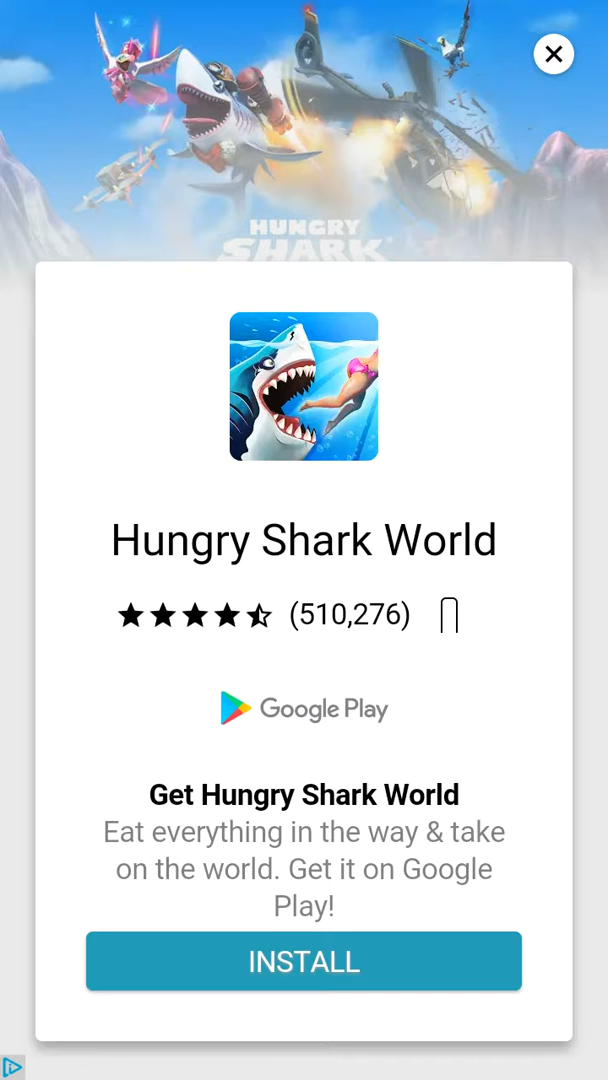 HUNGRY
SHARK
Hungry Shark World
(510,276)
Google Play
Get Hungry Shark World
Eat everything in the way & take
on the world. Get it on Google
Play!
INSTALL